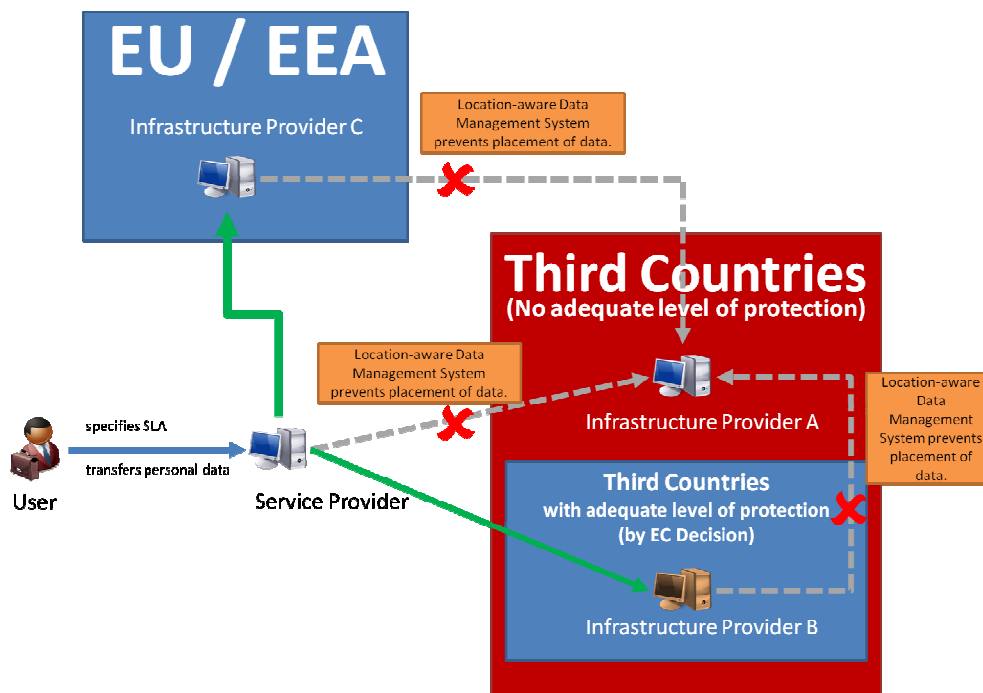 EU / EEA
Infrastructure Provider C
Location-aware Data
Management System
prevents placement of data.
Third Countries
(No adequate level of protection)
Location-aware Data
Management System
prevents placement of data.
Infrastructure Provider A
Location-aware
Data
Management
System prevents
placement of
data.
specifies SLA
transfers personal data
User
Service Provider
Third Countries
with adequate level of protection
(by EC Decision)
Infrastructure Provider B